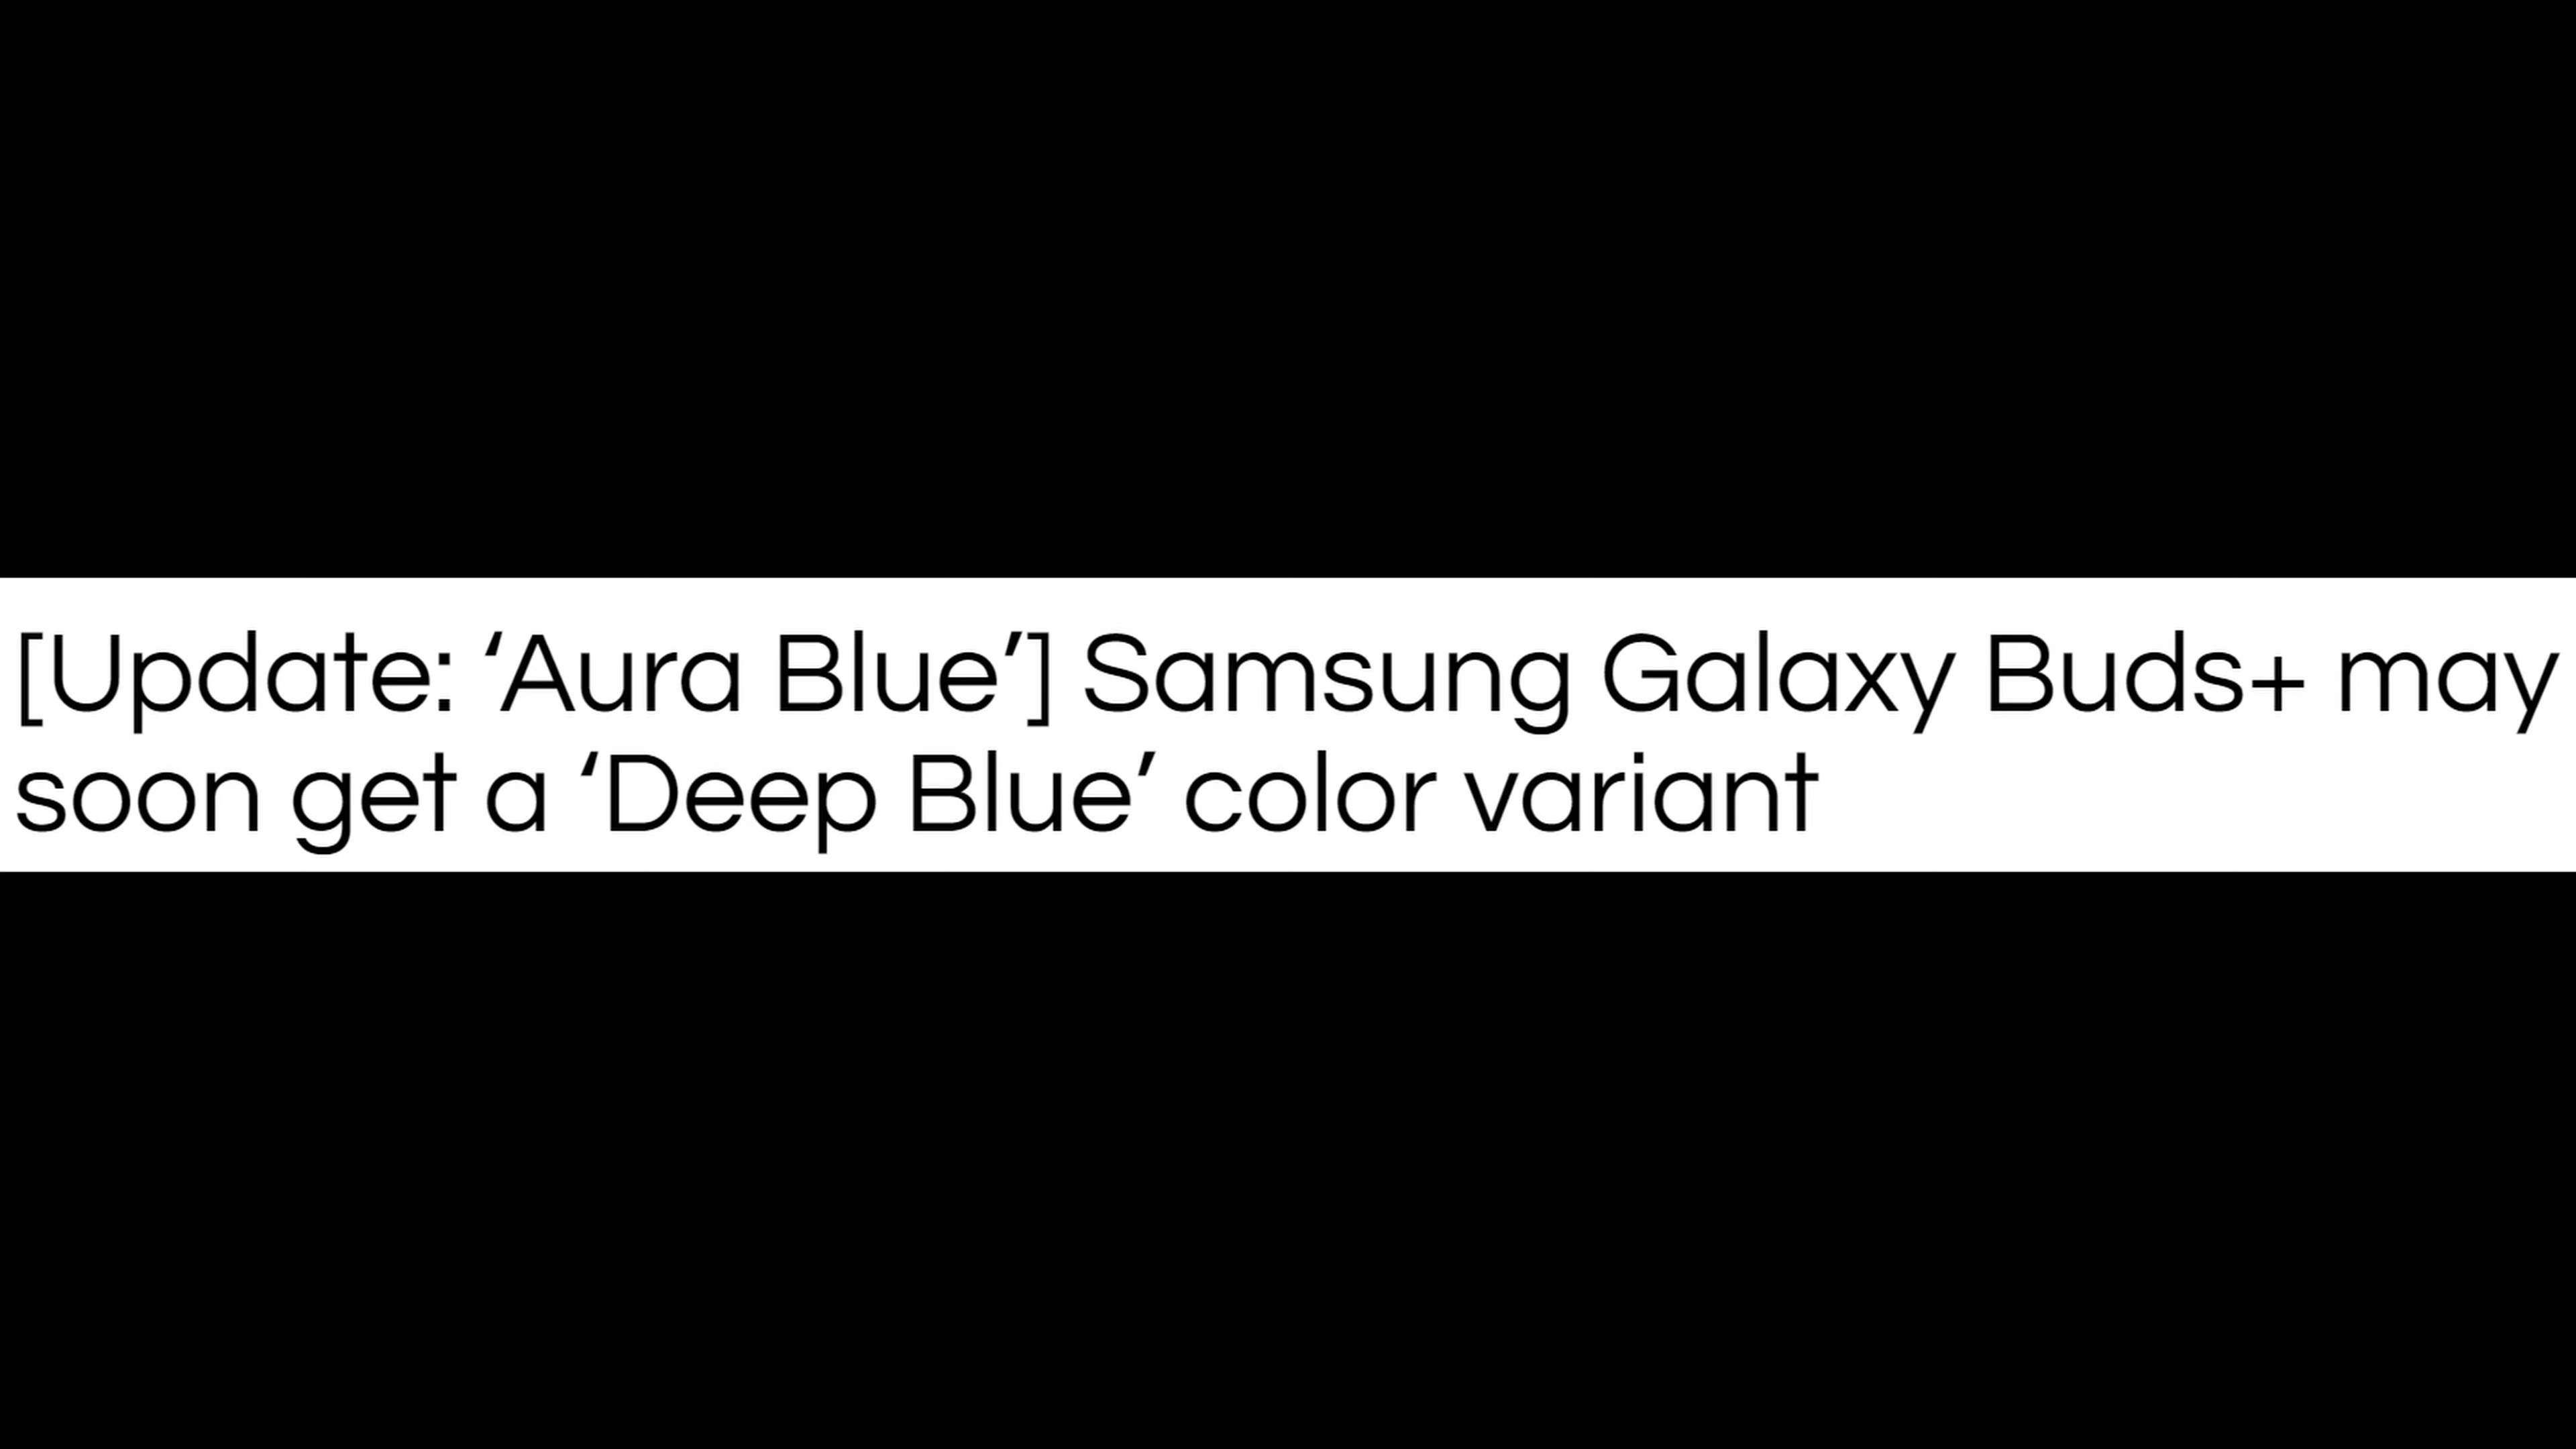 [Update: ‘Aura Blue’] Samsung Galaxy Buds+ may
soon get a ‘Deep Blue’ color variant